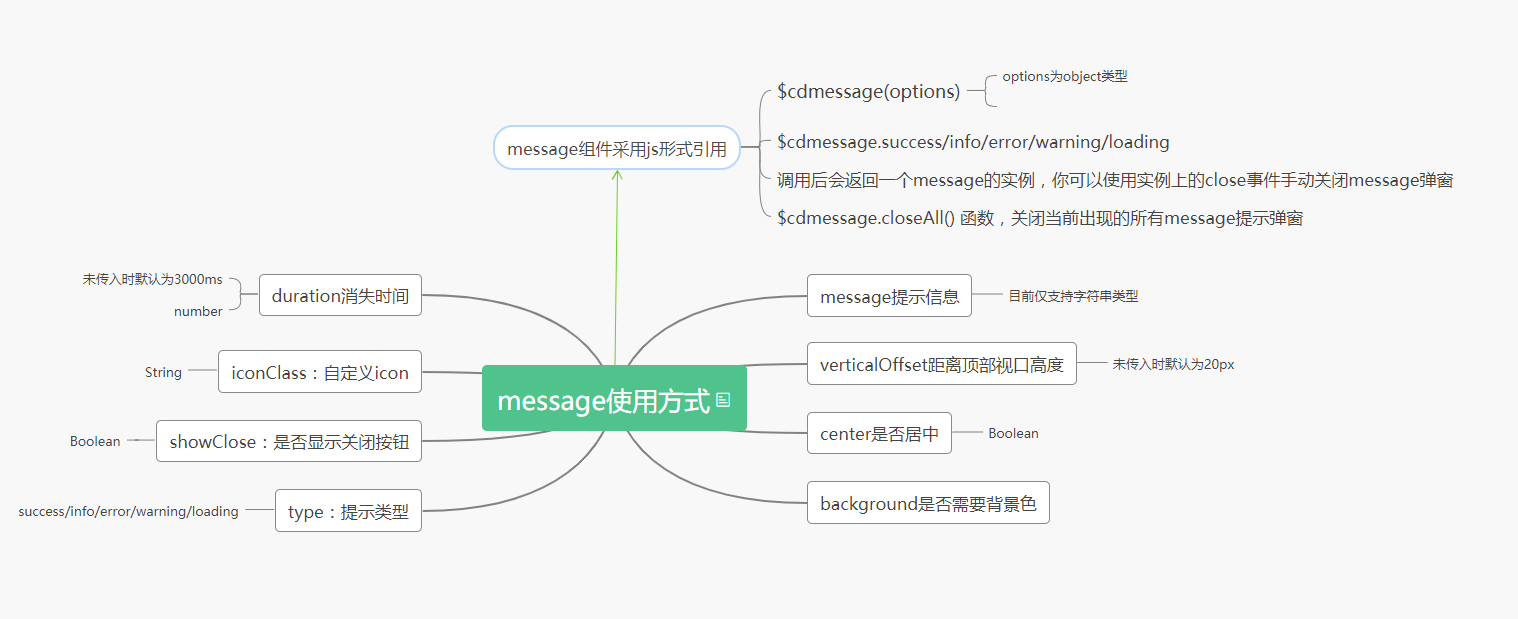 options为object类型
$cdmessage(options)
message组件采用js形式引用
$cdmessage.success/info/error/warning/loading
调用后会返回一个message的实例，你可以使用实例上的close事件手动关闭message弹窗
$cdmessage.closeAll() 函数，关闭当前出现的所有message提示弹窗
未传入时默认为3000ms
number
duration消失时间
message提示信息
目前仅支持字符串类型
String
iconClass：自定义icon
verticalOffset距离顶部视口高度
未传入时默认为20px
message使用方式
Boolean
showClose：是否显示关闭按钮
center是否居中
Boolean
success/info/error/warning/loading
type：提示类型
background是否需要背景色